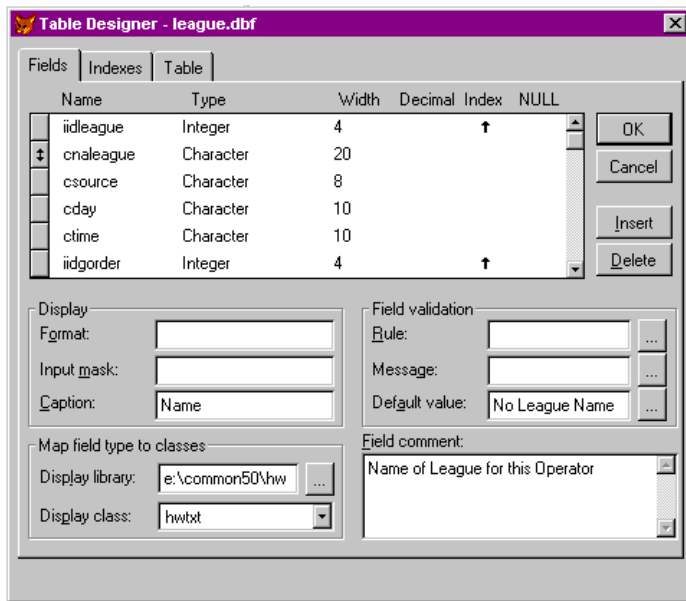 Table Designer - league.dbf
Fields Indexes Table
Name Type Width Decimal Index NULL
iidleague Integer 4
cnaleague Character 20
csource Character 8
cday Character 10
ctime Character 10
iidgorder Integer 4
OK
Cancel
Insert
Delete
Display
Format:
Input mask:
Caption: Name
Field validation
Rule: ...
Message: ...
Default value: No League Name ...
Map field type to classes
Display library: e:\common50\hw ...
Display class: hwtxt
Field comment:
Name of League for this Operator